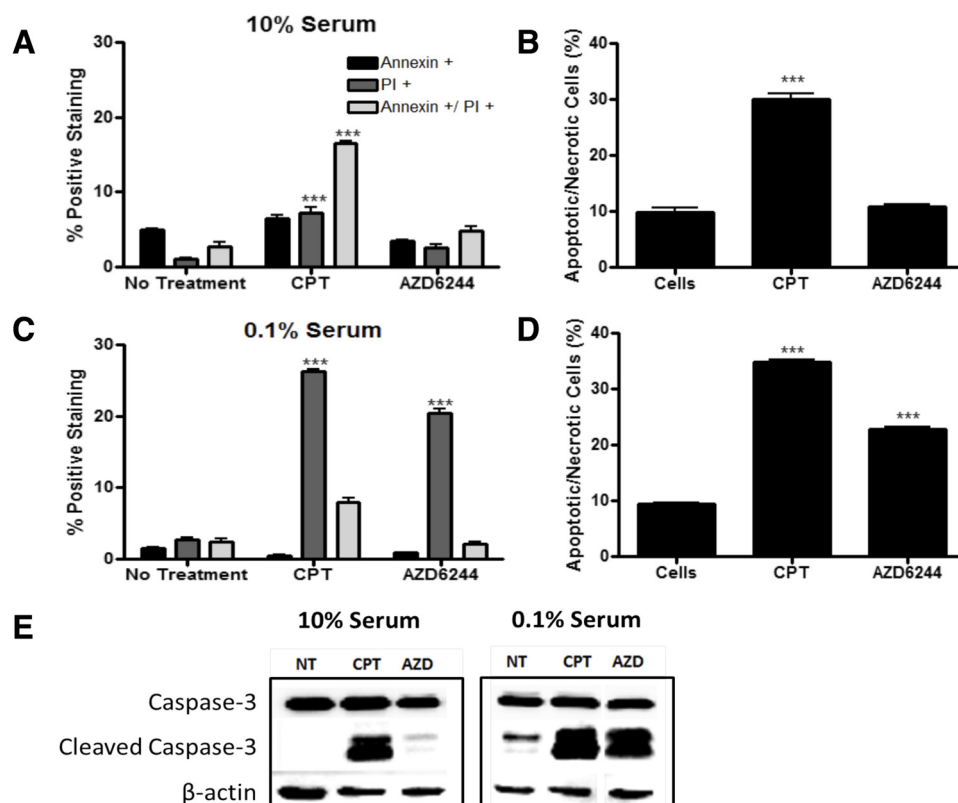 A
10% Serum
30
20
10
0
% Positive Staining
Annexin +
PI +
Annexin +/ PI +
***
***
No Treatment
CPT
AZD6244
B
40
30
20
10
0
Apoptotic/Necrotic Cells (%)
***
Cells
CPT
AZD6244
C
0.1% Serum
30
20
10
0
% Positive Staining
***
***
No Treatment
CPT
AZD6244
D
60
40
20
10
0
Apoptotic/Necrotic Cells (%)
***
***
Cells
CPT
AZD6244
E
10% Serum
0.1% Serum
NT CPT AZD
NT CPT AZD
Caspase-3
Cleaved Caspase-3
β-actin